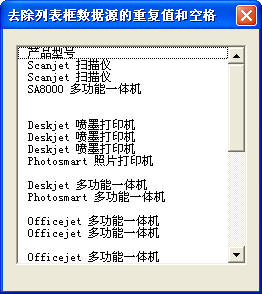 去除列表框数据源的重复值和空格
产品型号
Scanjet 扫描仪
Scanjet 扫描仪
SA8000 多功能一体机
Deskjet 喷墨打印机
Deskjet 喷墨打印机
Deskjet 喷墨打印机
Photosmart 照片打印机
Deskjet 多功能一体机
Photosmart 多功能一体机
Officejet 多功能一体机
Officejet 多功能一体机
Officejet 多功能一体机